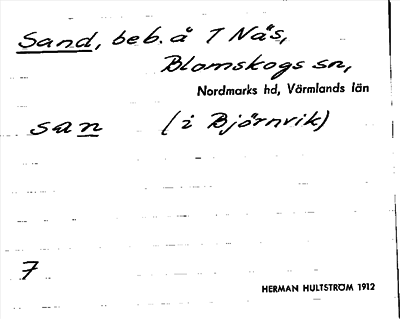 Sand, beb. å 1 Näs,
Blomskogs sn,
Nordmarks hd, Värmlands län
san (i Björnvik)
7
HERMAN HULTSTRÖM 1912